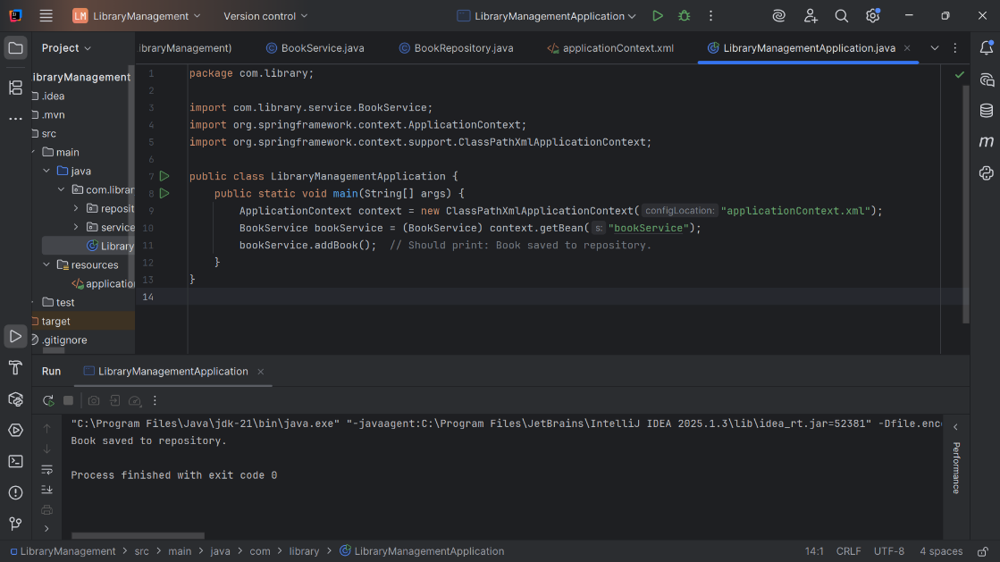 LM LibraryManagement Version control LibraryManagementApplication
Project
ibraryManagement) BookService.java BookRepository.java applicationContext.xml LibraryManagementApplication.java
ibraryManagement
.idea
.mvn
src
main
java
com.librar
reposit
service
Library
resources
applicatio
test
target
.gitignore
1 package com.library;
2
3 import com.library.service.BookService;
4 import org.springframework.context.ApplicationContext;
5 import org.springframework.context.support.ClassPathXmlApplicationContext;
6
7 public class LibraryManagementApplication {
8 public static void main(String[] args) {
9 ApplicationContext context = new ClassPathXmlApplicationContext( configLocation: "applicationContext.xml");
10 BookService bookService = (BookService) context.getBean( s: "bookService");
11 bookService.addBook(); // Should print: Book saved to repository.
12 }
13 }
14
Run LibraryManagementApplication
"C:\Program Files\Java\jdk-21\bin\java.exe" "-javaagent:C:\Program Files\JetBrains\IntelliJ IDEA 2025.1.3\lib\idea_rt.jar=52381" -Dfile.enc
Book saved to repository.
Process finished with exit code 0
Performance
LibraryManagement > src > main > java > com > library > LibraryManagementApplication 14:1 CRLF UTF-8 4 spaces